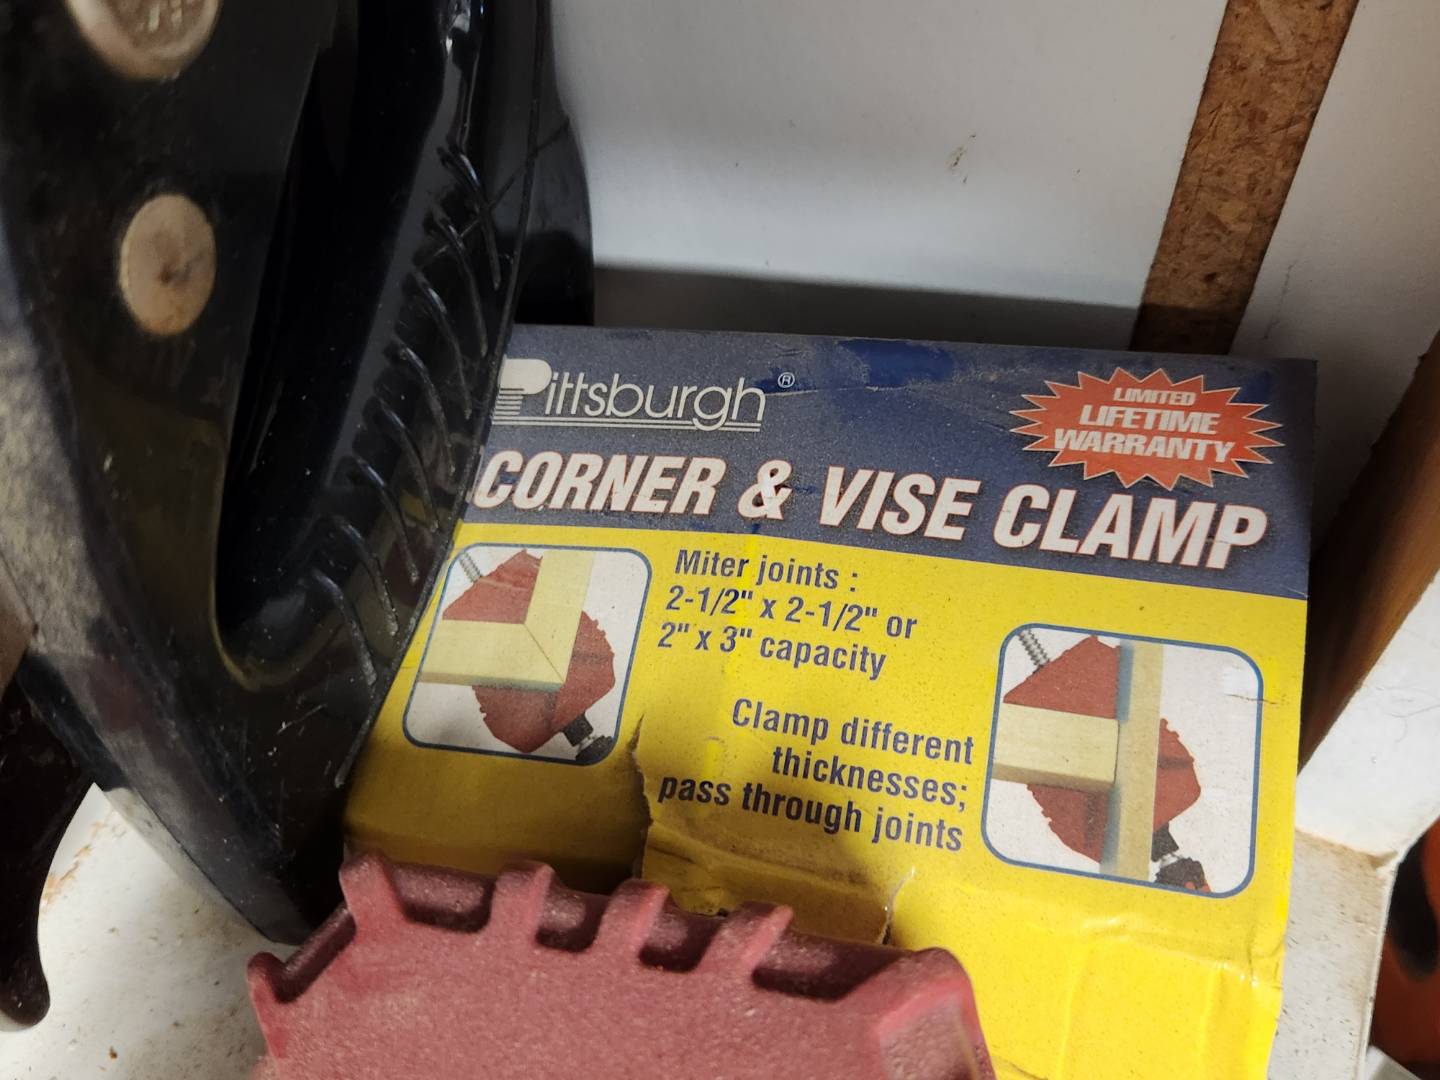 Pittsburgh®
LIMITED
LIFETIME
WARRANTY
CORNER & VISE CLAMP
Miter joints :
2-1/2" x 2-1/2" or
2" x 3" capacity
Clamp different
thicknesses;
pass through joints